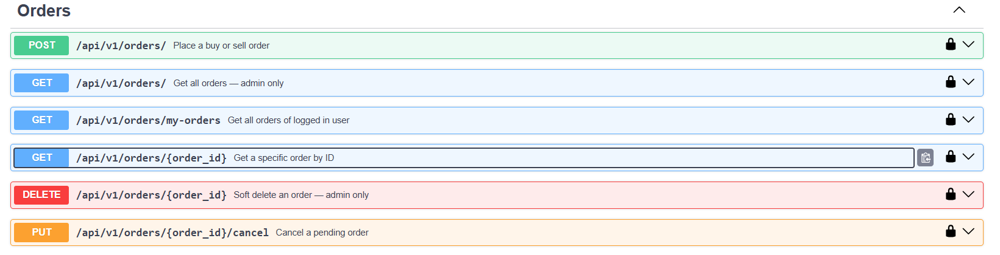 Orders
POST /api/v1/orders/ Place a buy or sell order
GET /api/v1/orders/ Get all orders — admin only
GET /api/v1/orders/my-orders Get all orders of logged in user
GET /api/v1/orders/{order_id} Get a specific order by ID
DELETE /api/v1/orders/{order_id} Soft delete an order — admin only
PUT /api/v1/orders/{order_id}/cancel Cancel a pending order